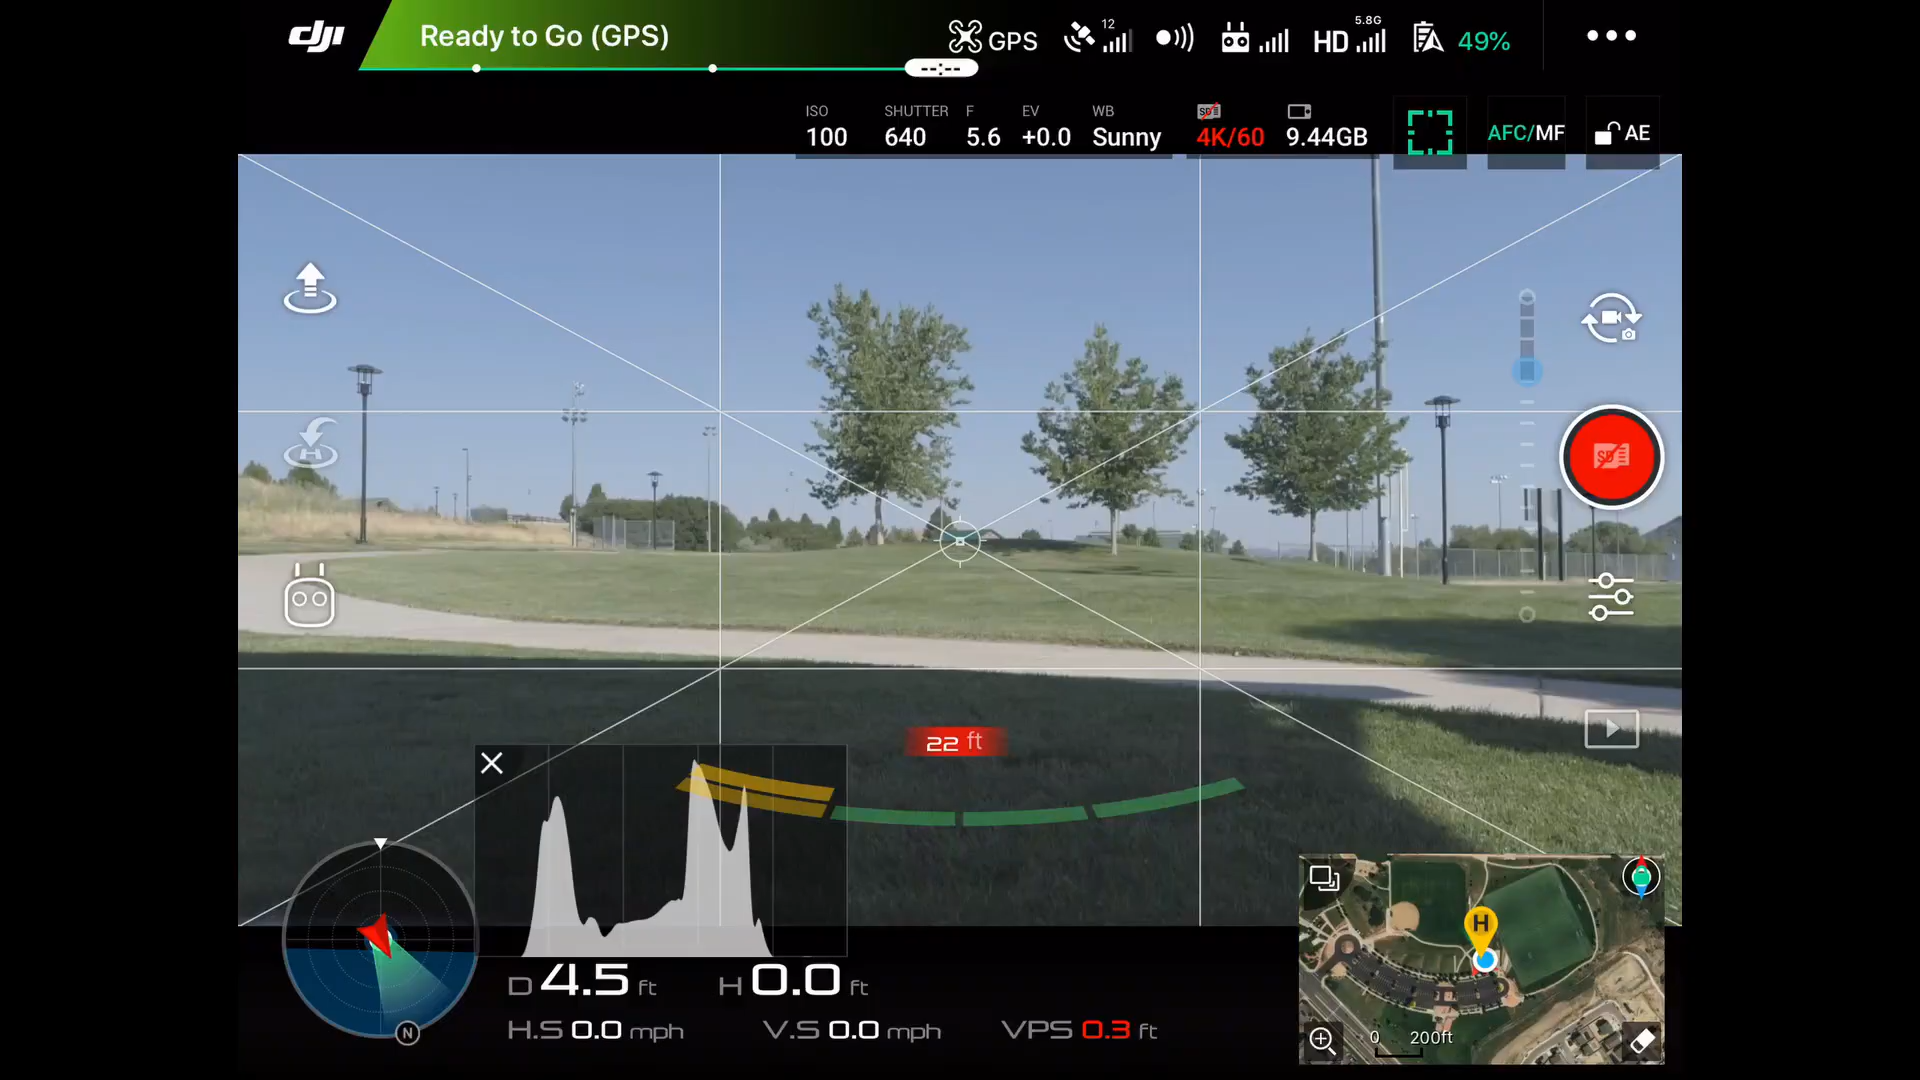 dji Ready to Go (GPS) GPS 12 HD 5.8G 49%
--:--
ISO SHUTTER F EV WB SD
100 640 5.6 +0.0 Sunny 4K/60 9.44GB AFC/MF AE
H
SD
22 ft
H
N
D 4.5 ft H 0.0 ft
H.S 0.0 mph V.S 0.0 mph VPS 0.3 ft
0 200ft